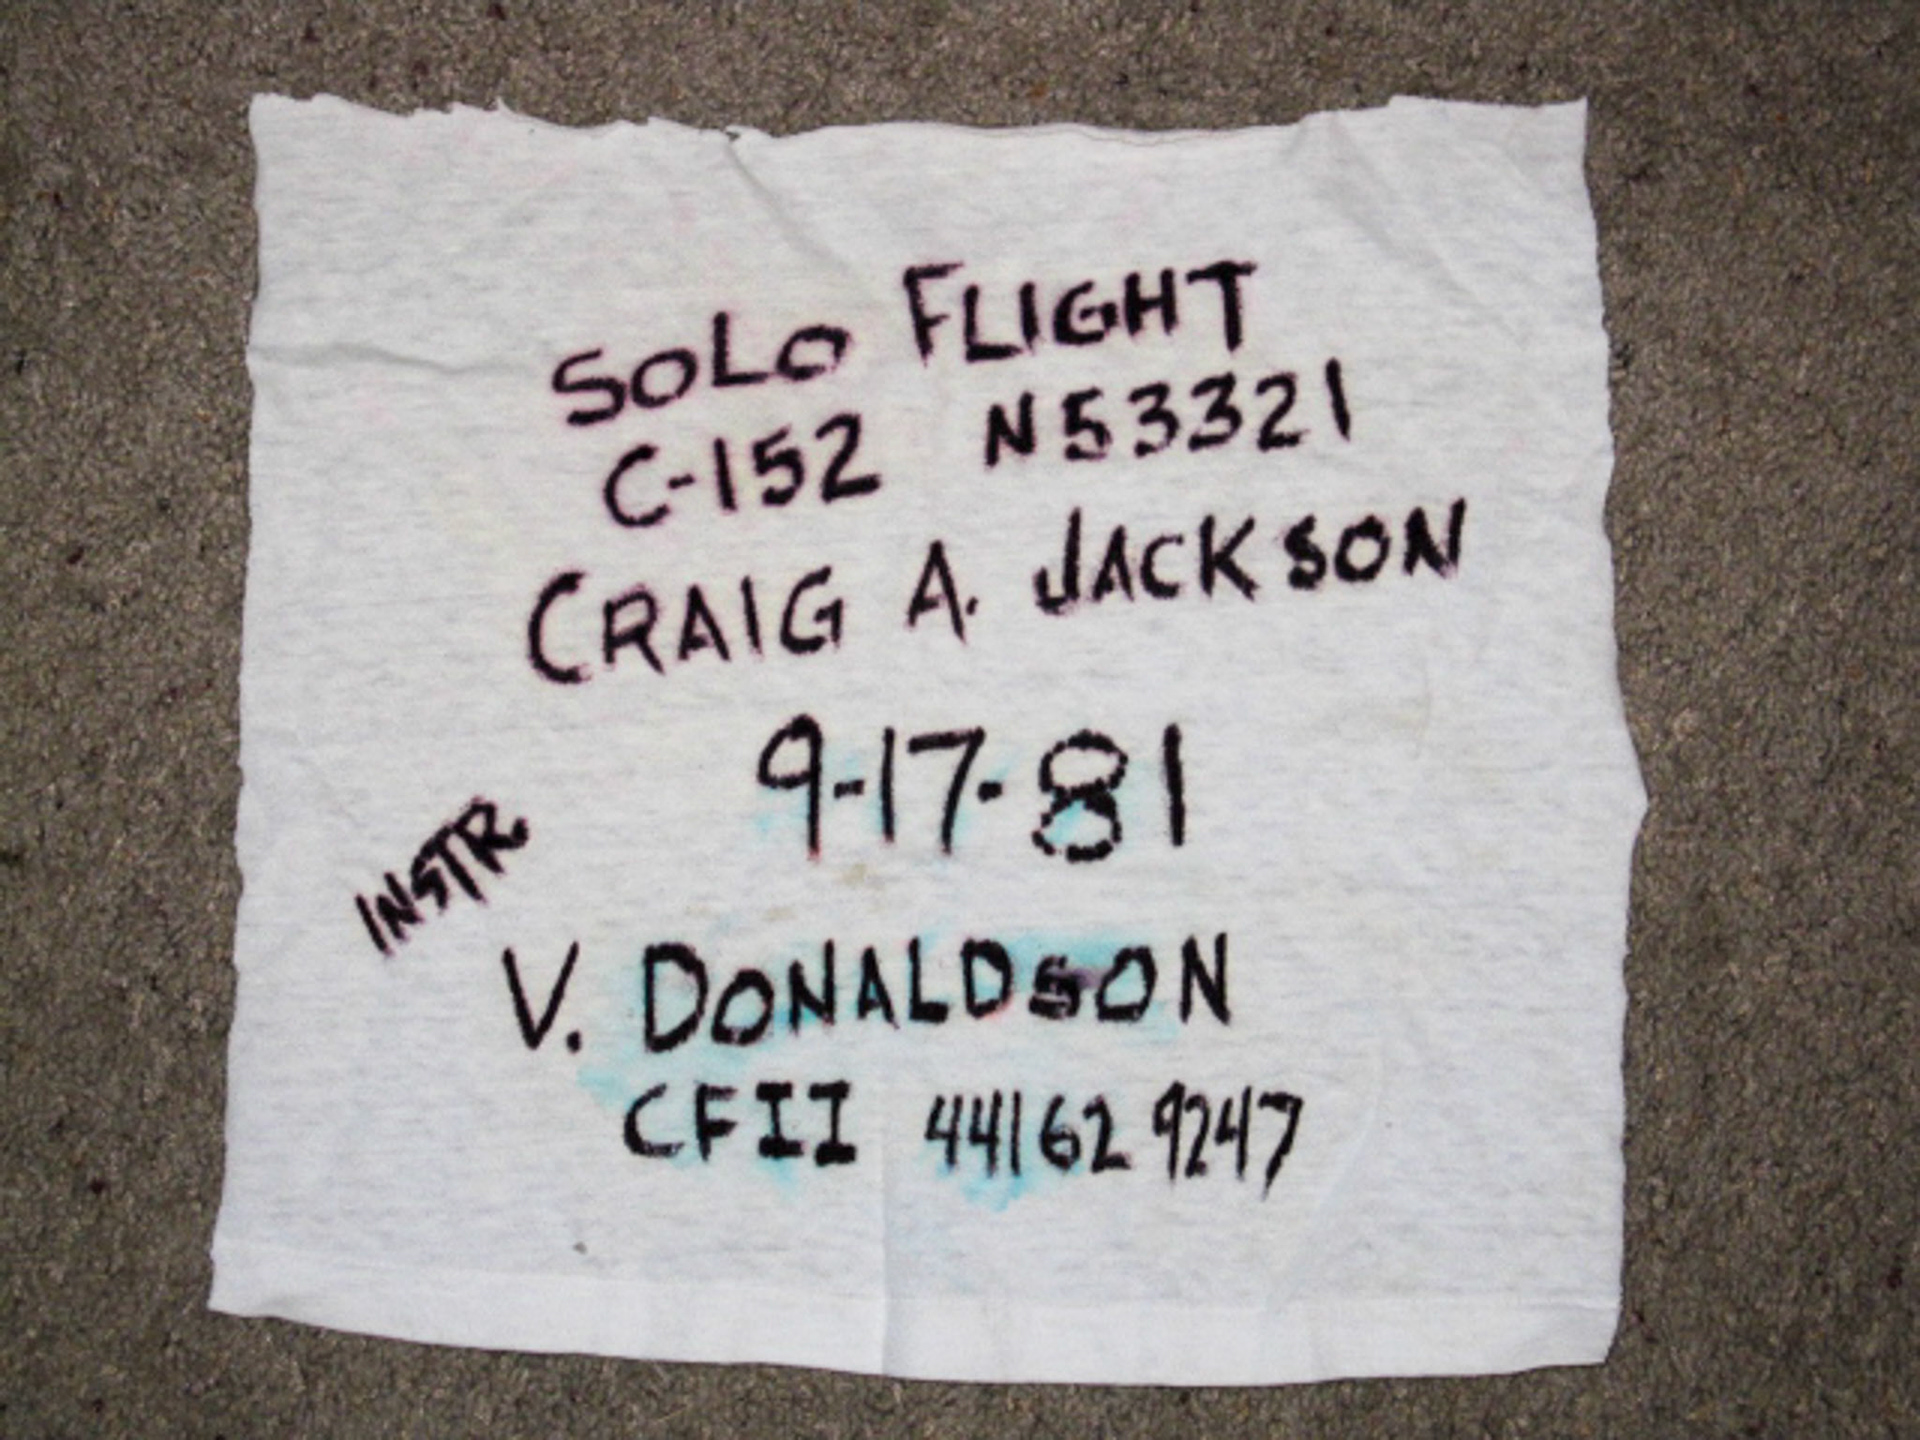 SOLO FLIGHT
C-152 N53321
CRAIG A. JACKSON
9-17-81
INSTR.
V. DONALDSON
CFII 441629247